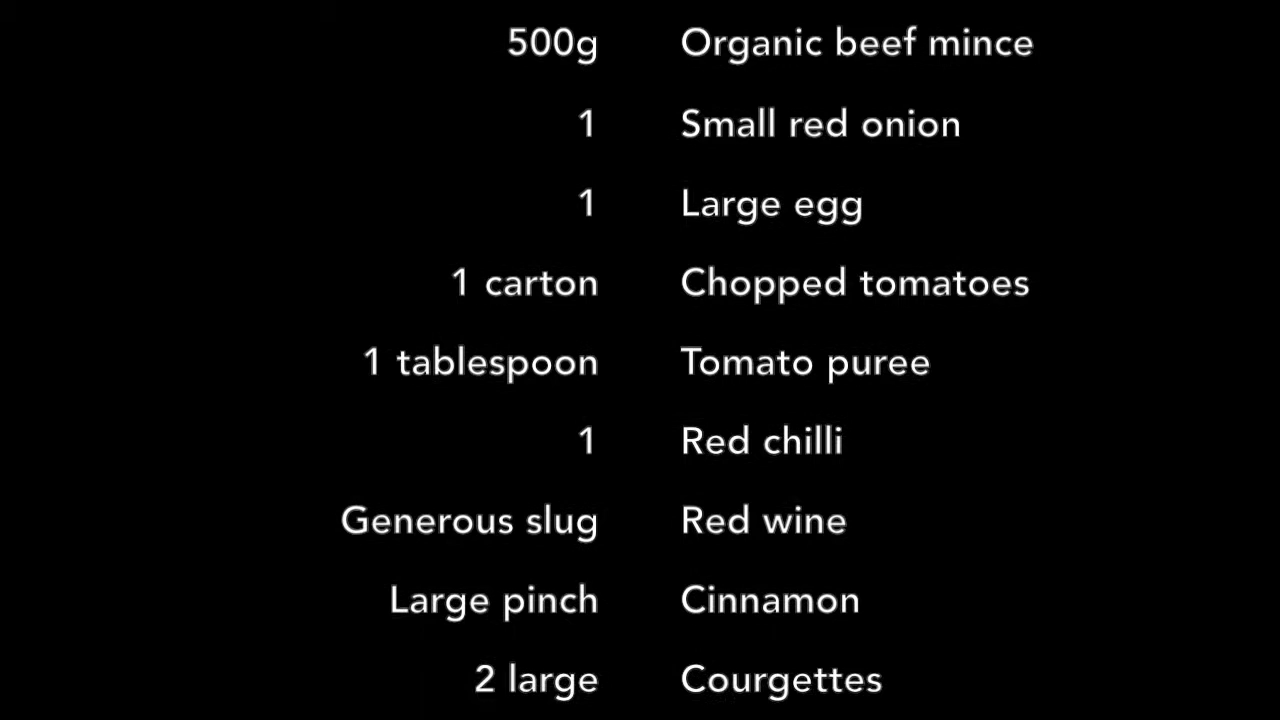 500g Organic beef mince
1 Small red onion
1 Large egg
1 carton Chopped tomatoes
1 tablespoon Tomato puree
1 Red chilli
Generous slug Red wine
Large pinch Cinnamon
2 large Courgettes